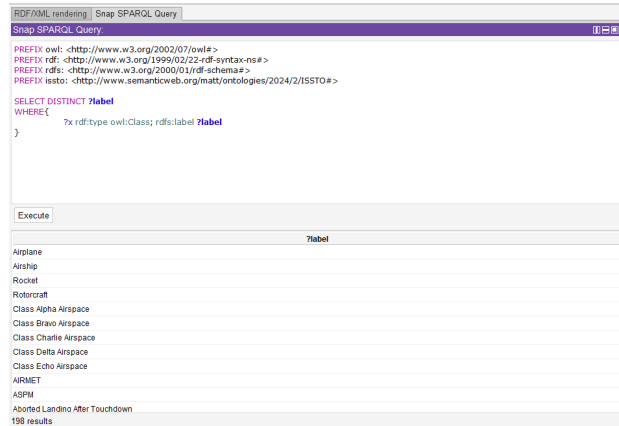 RDF/XML rendering Snap SPARQL Query
Snap SPARQL Query:
PREFIX owl: <http://www.w3.org/2002/07/owl#>
PREFIX rdf: <http://www.w3.org/1999/02/22-rdf-syntax-ns#>
PREFIX rdfs: <http://www.w3.org/2000/01/rdf-schema#>
PREFIX issto: <http://www.semanticweb.org/matt/ontologies/2024/2/ISSTO#>
SELECT DISTINCT ?label
WHERE{
?x rdf:type owl:Class; rdfs:label ?label
}
Execute
?label
Airplane
Airship
Rocket
Rotorcraft
Class Alpha Airspace
Class Bravo Airspace
Class Charlie Airspace
Class Delta Airspace
Class Echo Airspace
AIRMET
ASPM
Aborted Landing After Touchdown
198 results